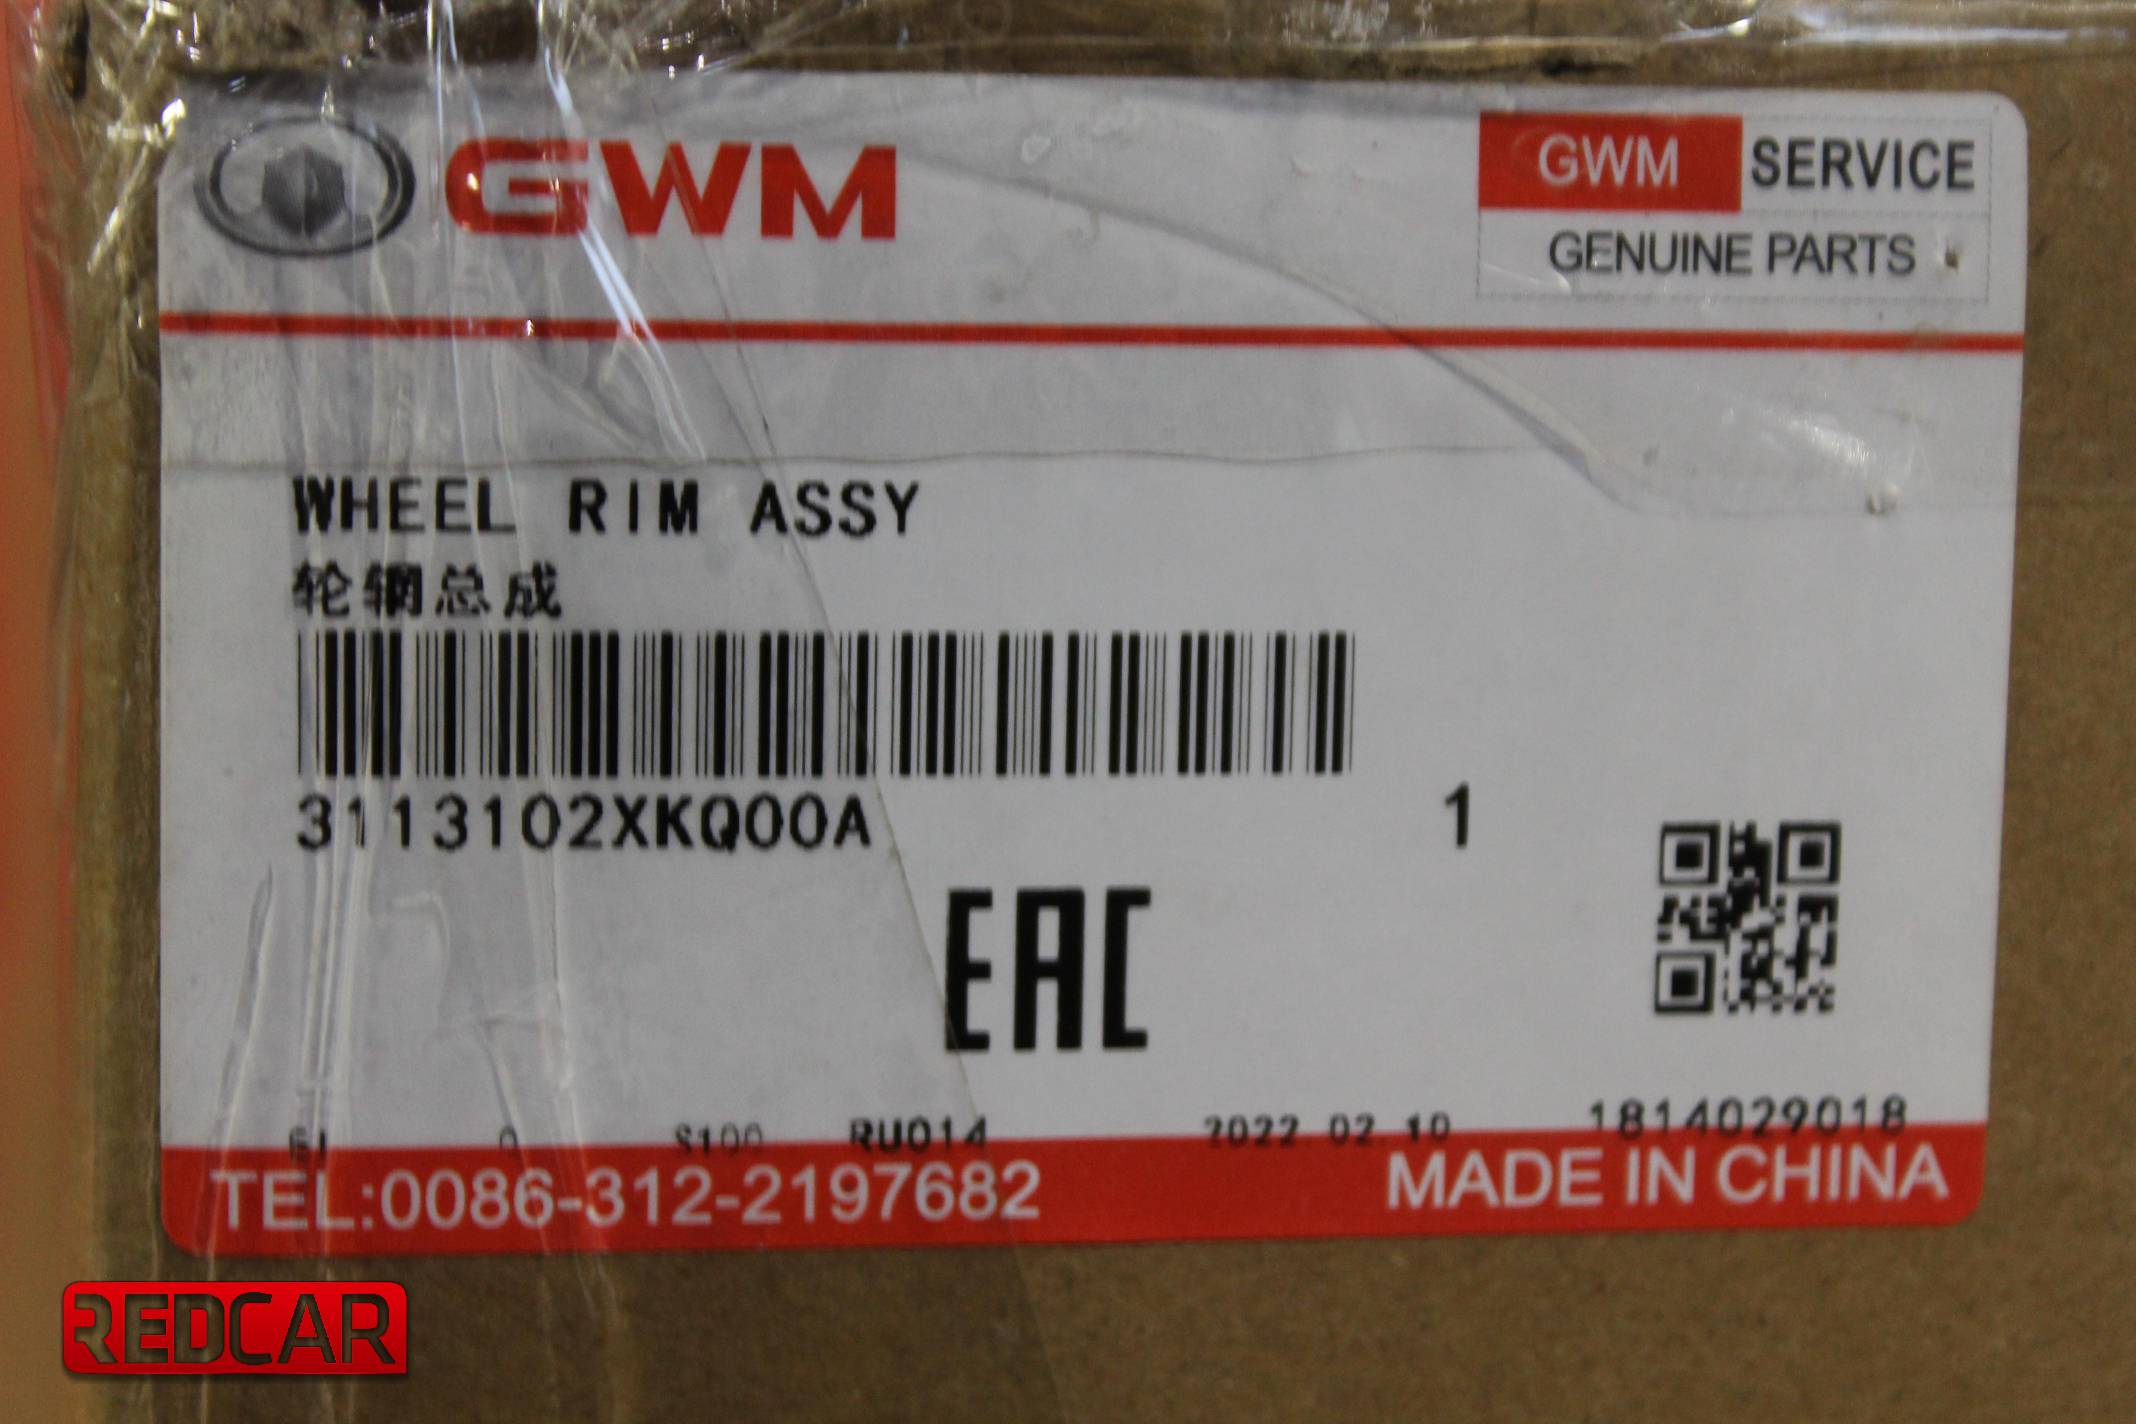 GWM
GWM SERVICE
GENUINE PARTS
WHEEL RIM ASSY
轮辋总成
3113102XKQ00A
1
EAC
0 S100 RU014 2022.02.10 1814029018
TEL:0086-312-2197682 MADE IN CHINA
REDCAR